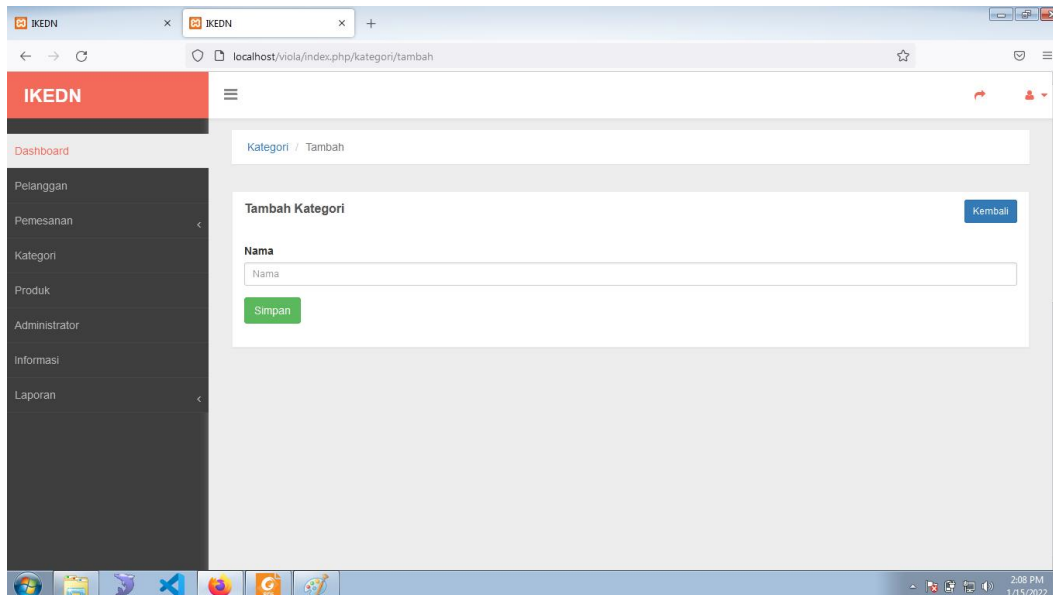 IKEDN
IKEDN
localhost/viola/index.php/kategori/tambah
IKEDN
Kategori / Tambah
Dashboard
Pelanggan
Pemesanan
Kategori
Produk
Administrator
Informasi
Laporan
Tambah Kategori
Kembali
Nama
Nama
Simpan
2:08 PM
1/15/2022